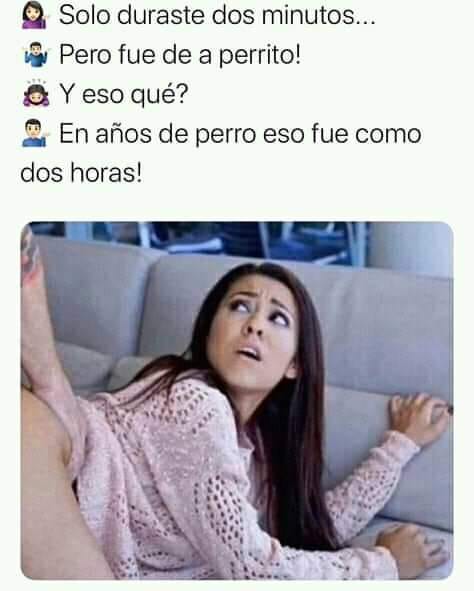 💁🏻‍♀️ Solo duraste dos minutos...
🤷🏻‍♂️ Pero fue de a perrito!
🙇🏻‍♀️ Y eso qué?
💁🏻‍♂️ En años de perro eso fue como
dos horas!